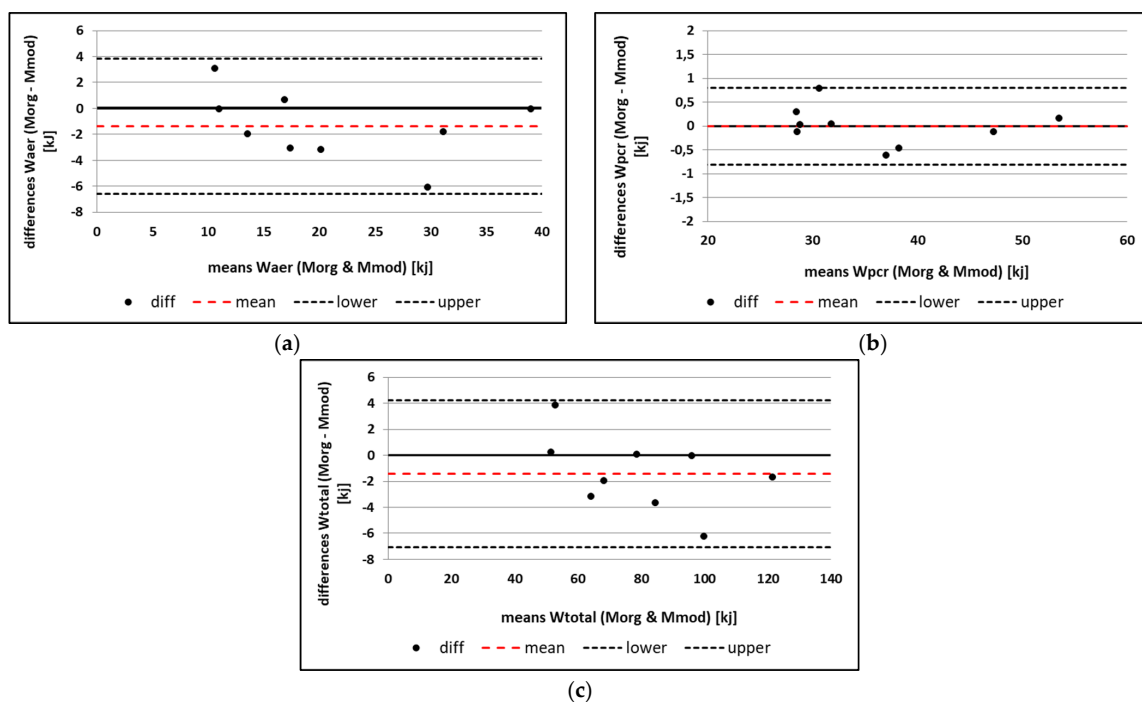 differences Waer (Morg - Mmod)
[kJ]
6
4
2
0
-2
-4
-6
-8
0 5 10 15 20 25 30 35 40
means Waer (Morg & Mmod) [kj]
diff mean lower upper
(a)
differences Wpcr (Morg - Mmod)
[kj]
2
1,5
1
0,5
0
-0,5
-1
-1,5
-2
20 30 40 50 60
means Wpcr (Morg & Mmod) [kj]
diff mean lower upper
(b)
differences Wtotal (Morg - Mmod)
[kj]
6
4
2
0
-2
-4
-6
-8
0 20 40 60 80 100 120 140
means Wtotal (Morg & Mmod) [kj]
diff mean lower upper
(c)